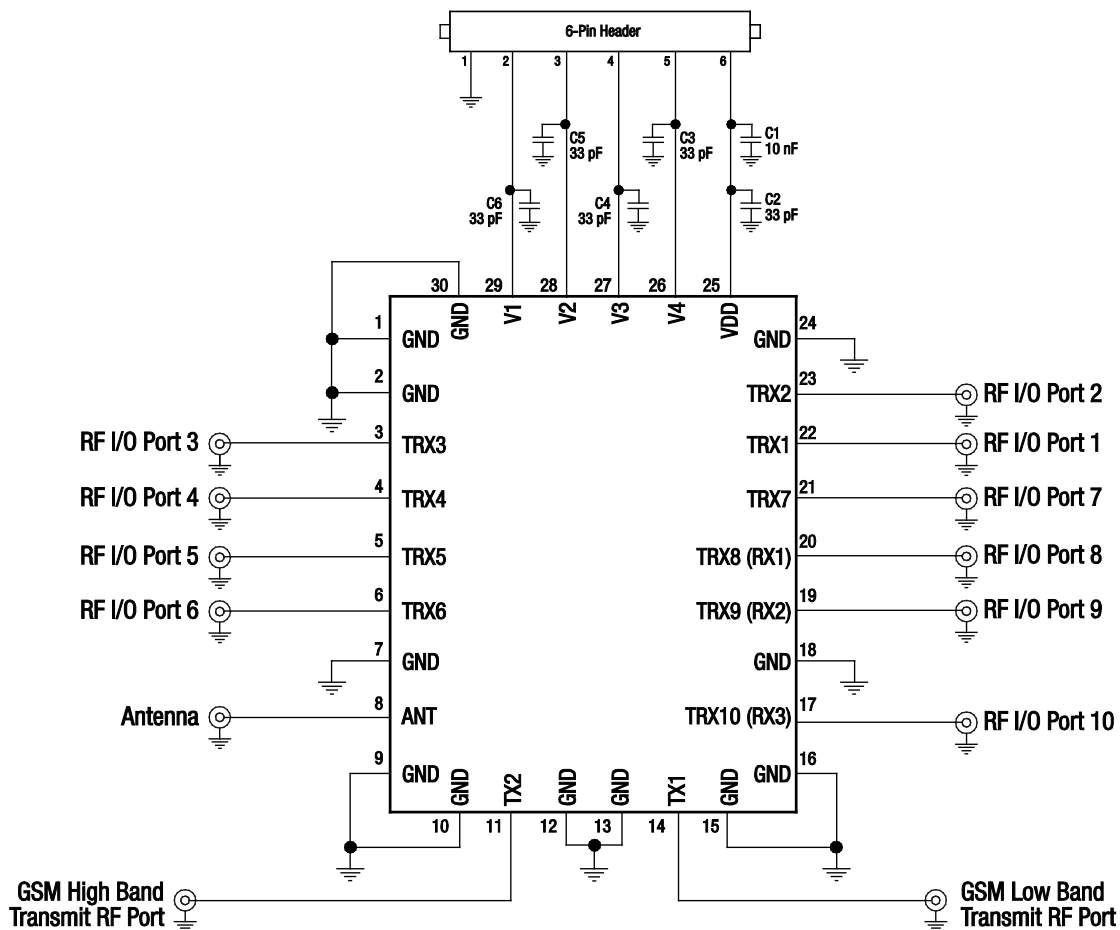 6-Pin Header
1 2 3 4 5 6
C5
33 pF
C3
33 pF
C1
10 nF
C6
33 pF
C4
33 pF
C2
33 pF
30 29 28 27 26 25
GND V1 V2 V3 V4 VDD
1 GND
GND 24
2 GND
TRX2 23 RF I/O Port 2
RF I/O Port 3 3 TRX3
TRX1 22 RF I/O Port 1
RF I/O Port 4 4 TRX4
TRX7 21 RF I/O Port 7
RF I/O Port 5 5 TRX5
TRX8 (RX1) 20 RF I/O Port 8
RF I/O Port 6 6 TRX6
TRX9 (RX2) 19 RF I/O Port 9
7 GND
GND 18
Antenna 8 ANT
TRX10 (RX3) 17 RF I/O Port 10
9 GND
GND 16
GND TX2 GND GND TX1 GND
10 11 12 13 14 15
GSM High Band
Transmit RF Port
GSM Low Band
Transmit RF Port